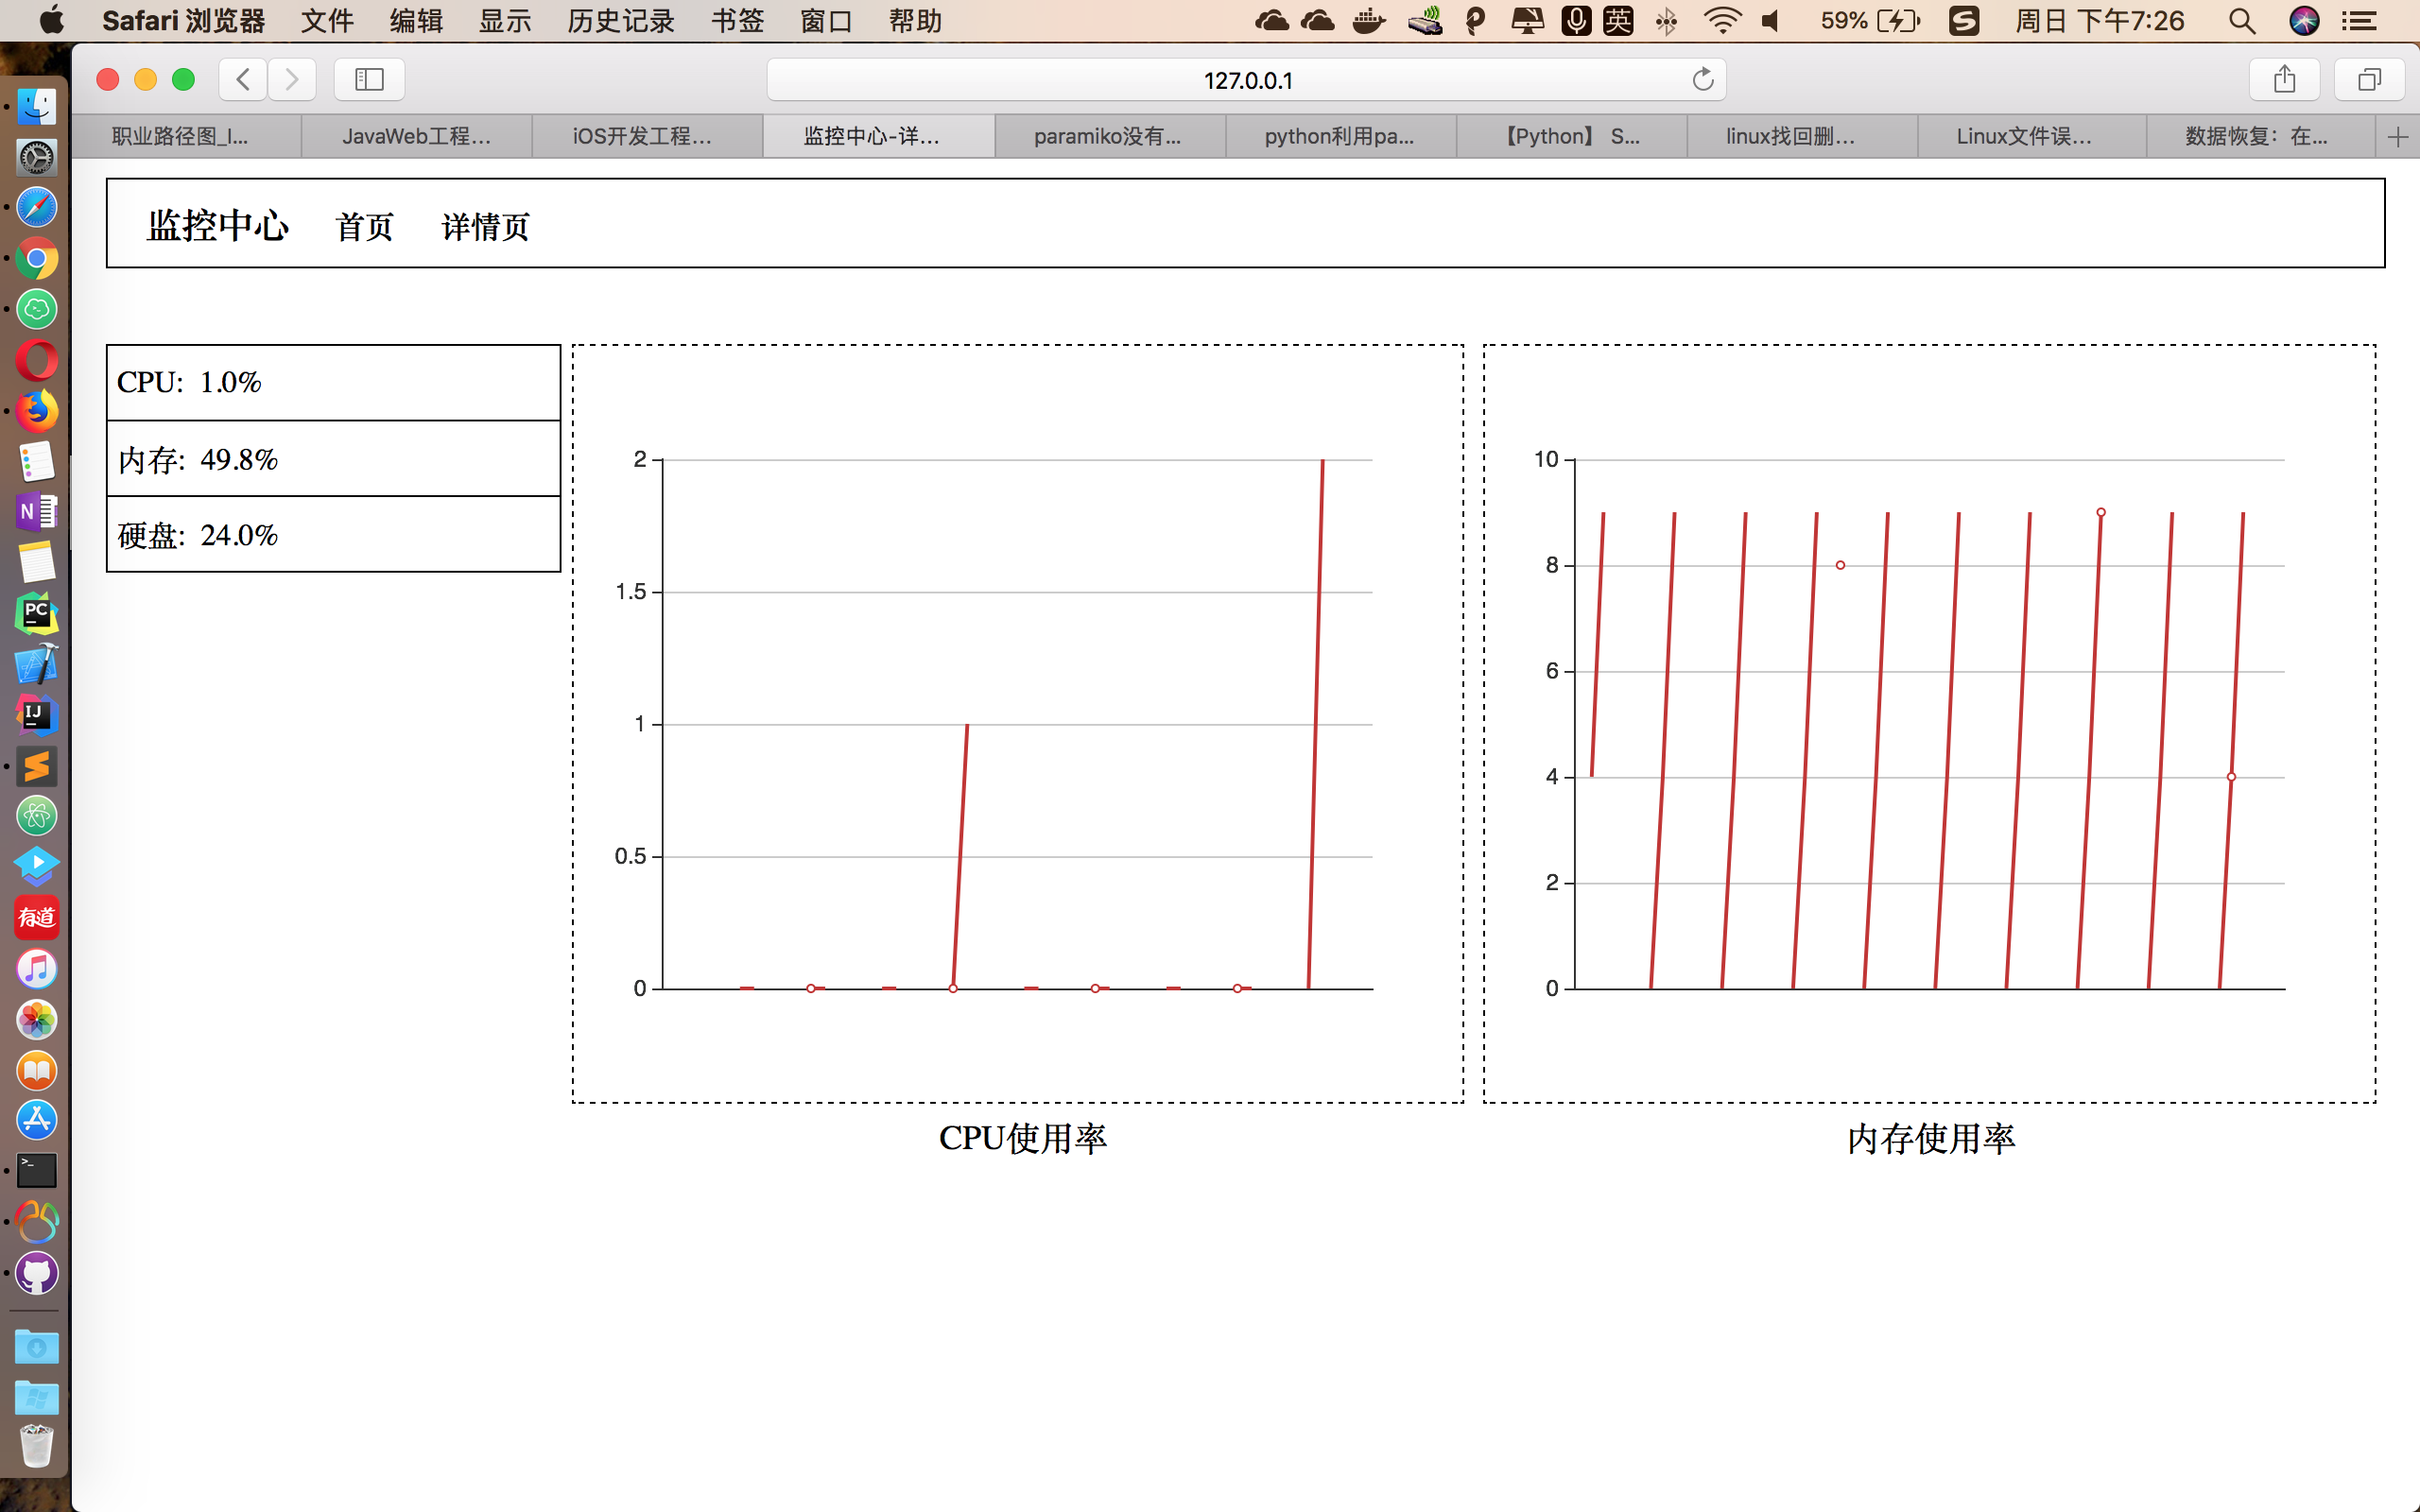 Safari 浏览器 文件 编辑 显示 历史记录 书签 窗口 帮助 英 59% 周日 下午7:26
127.0.0.1
职业路径图_I... JavaWeb工程... iOS开发工程... 监控中心-详... paramiko没有... python利用pa... 【Python】 S... linux找回删... Linux文件误... 数据恢复：在...
监控中心 首页 详情页
CPU: 1.0%
内存: 49.8%
硬盘: 24.0%
2
1.5
1
0.5
0
CPU使用率
10
8
6
4
2
0
内存使用率
N
PC
IJ
有道
>_